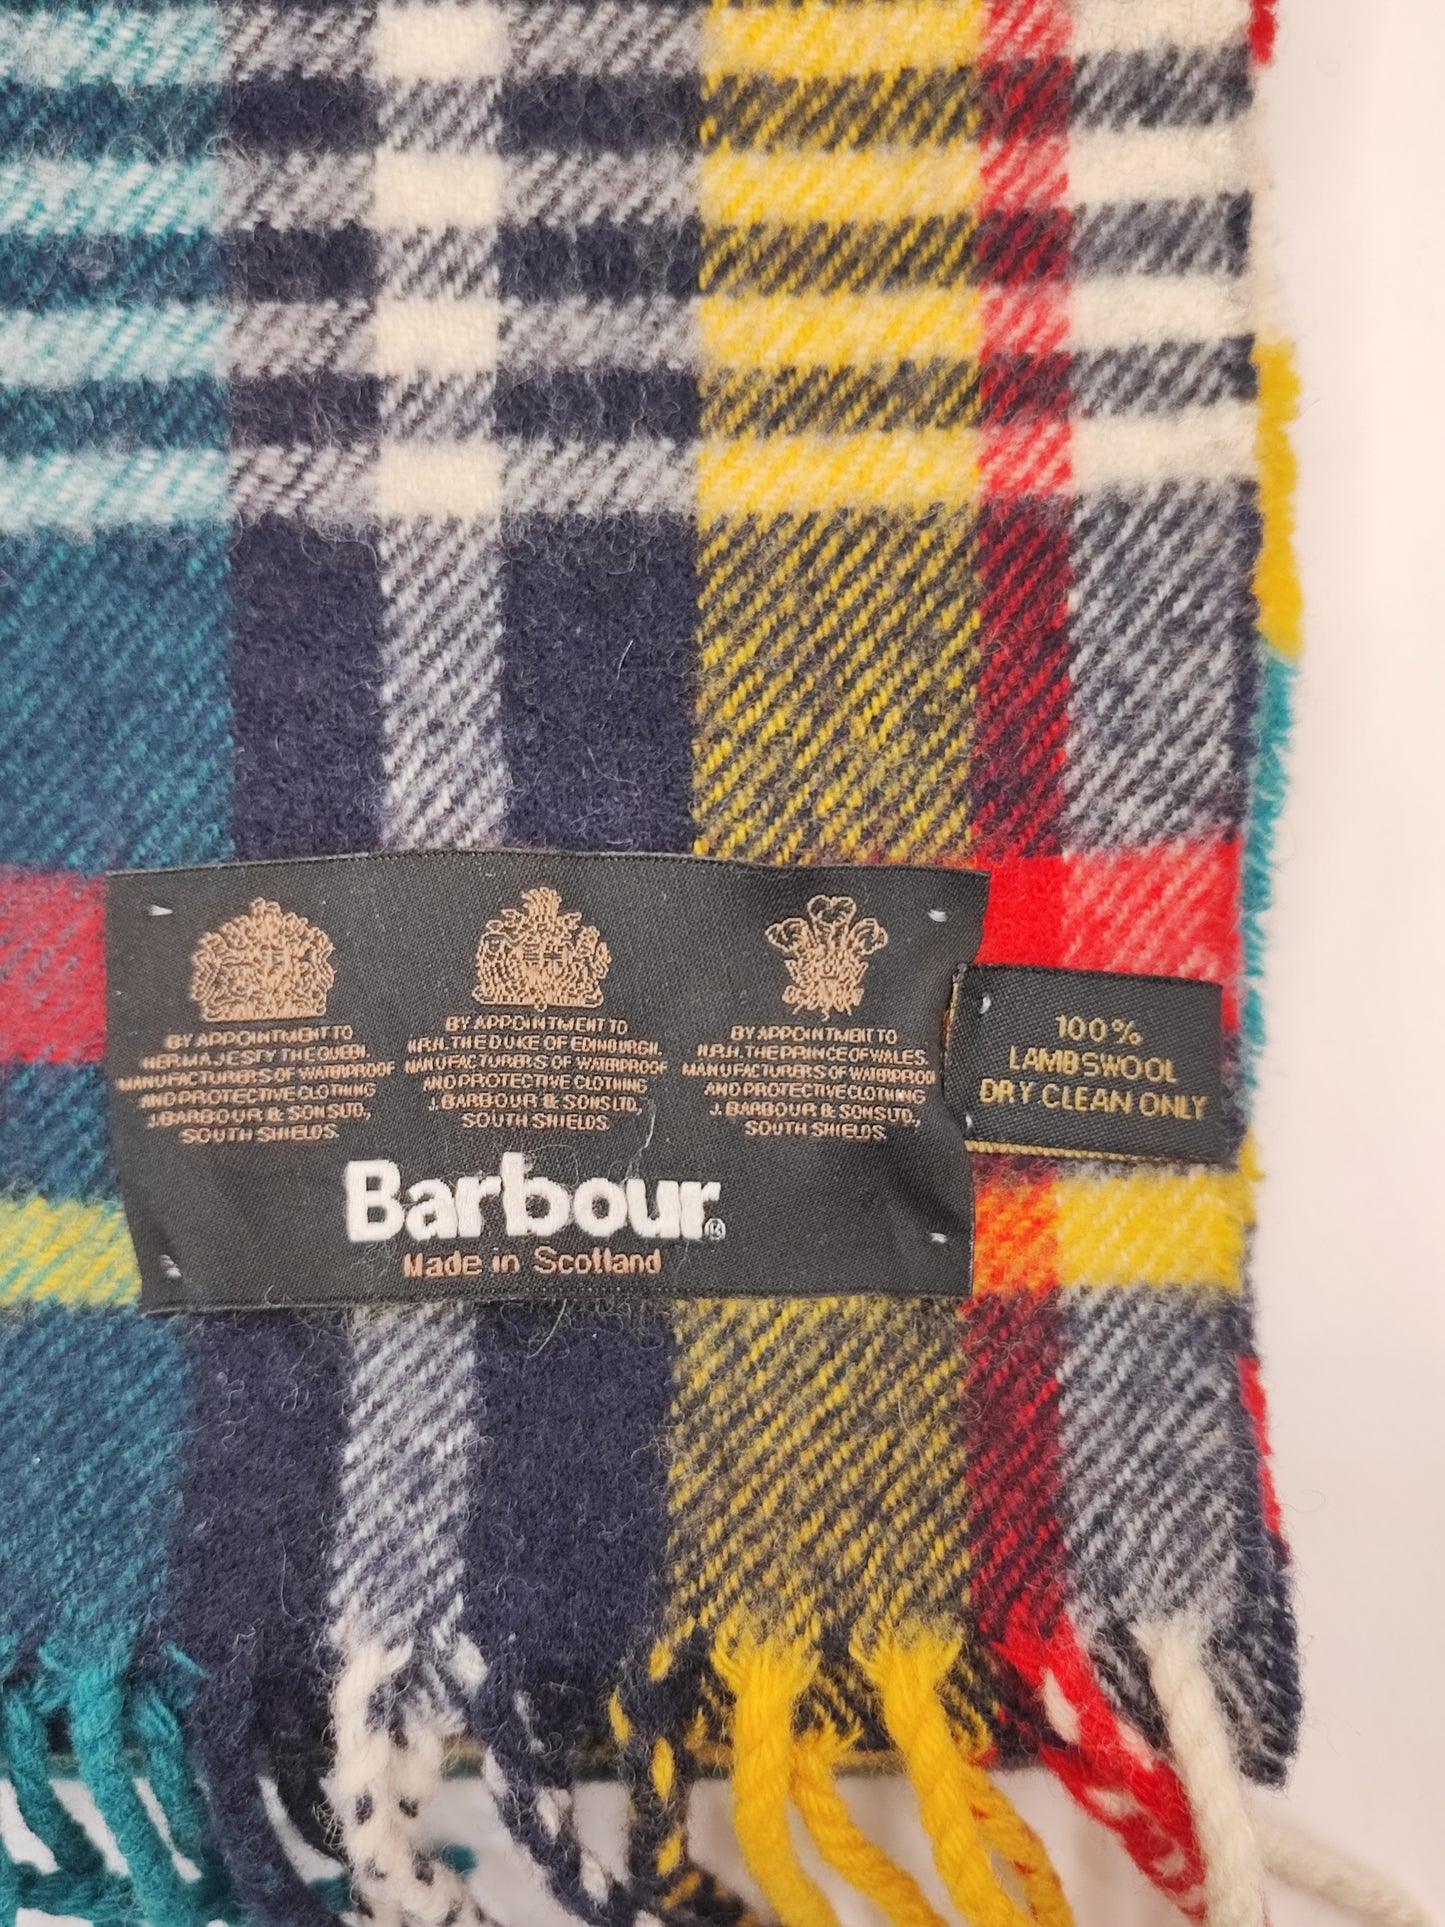 BY APPOINTMENT TO
HER MAJESTY THE QUEEN.
MANUFACTURERS OF WATERPROOF
AND PROTECTIVE CLOTHING
J. BARBOUR & SONS LTD.,
SOUTH SHIELDS.
BY APPOINTMENT TO
H.R.H. THE DUKE OF EDINBURGH.
MANUFACTURERS OF WATERPROOF
AND PROTECTIVE CLOTHING
J. BARBOUR & SONS LTD.,
SOUTH SHIELDS.
BY APPOINTMENT TO
H.R.H. THE PRINCE OF WALES.
MANUFACTURERS OF WATERPROO
AND PROTECTIVE CLOTHING
J. BARBOUR & SONS LTD.,
SOUTH SHIELDS.
Barbour®
Made in Scotland
100%
LAMBSWOOL
DRY CLEAN ONLY